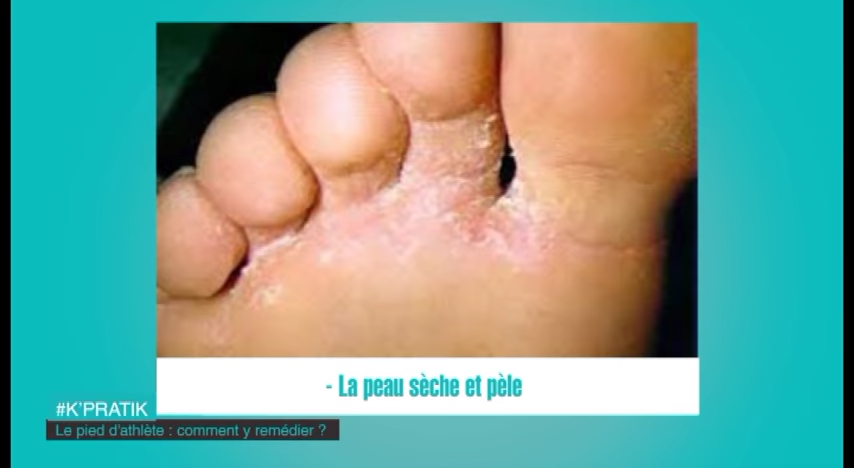 - La peau sèche et pèle
#K'PRATIK
Le pied d'athlète : comment y remédier ?